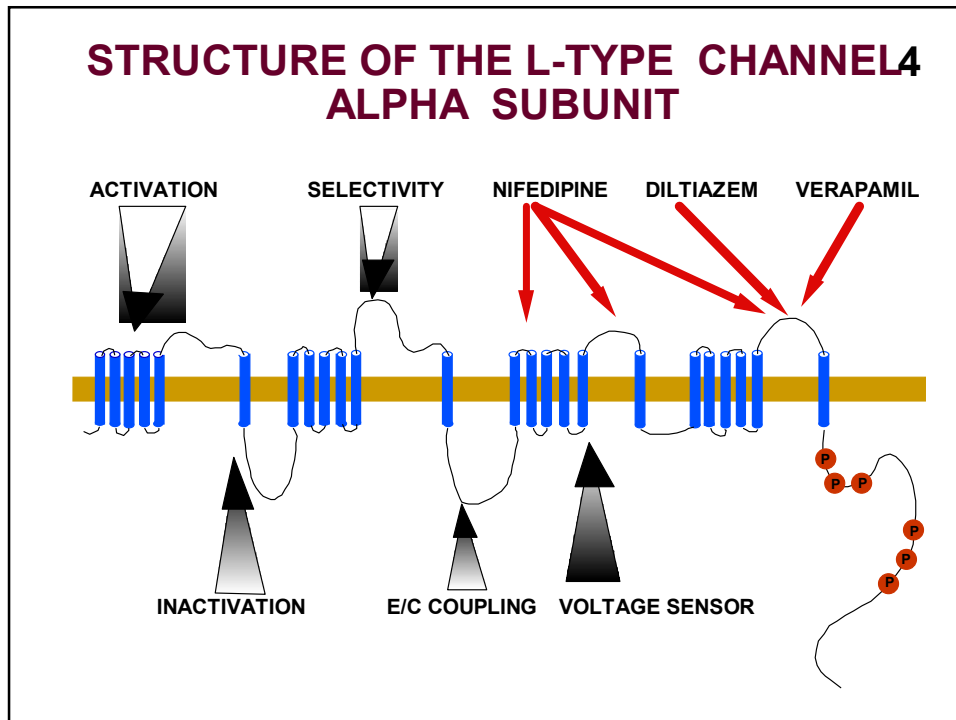 STRUCTURE OF THE L-TYPE CHANNEL 4
ALPHA SUBUNIT
ACTIVATION SELECTIVITY NIFEDIPINE DILTIAZEM VERAPAMIL
P
P P
P
P
P
INACTIVATION E/C COUPLING VOLTAGE SENSOR